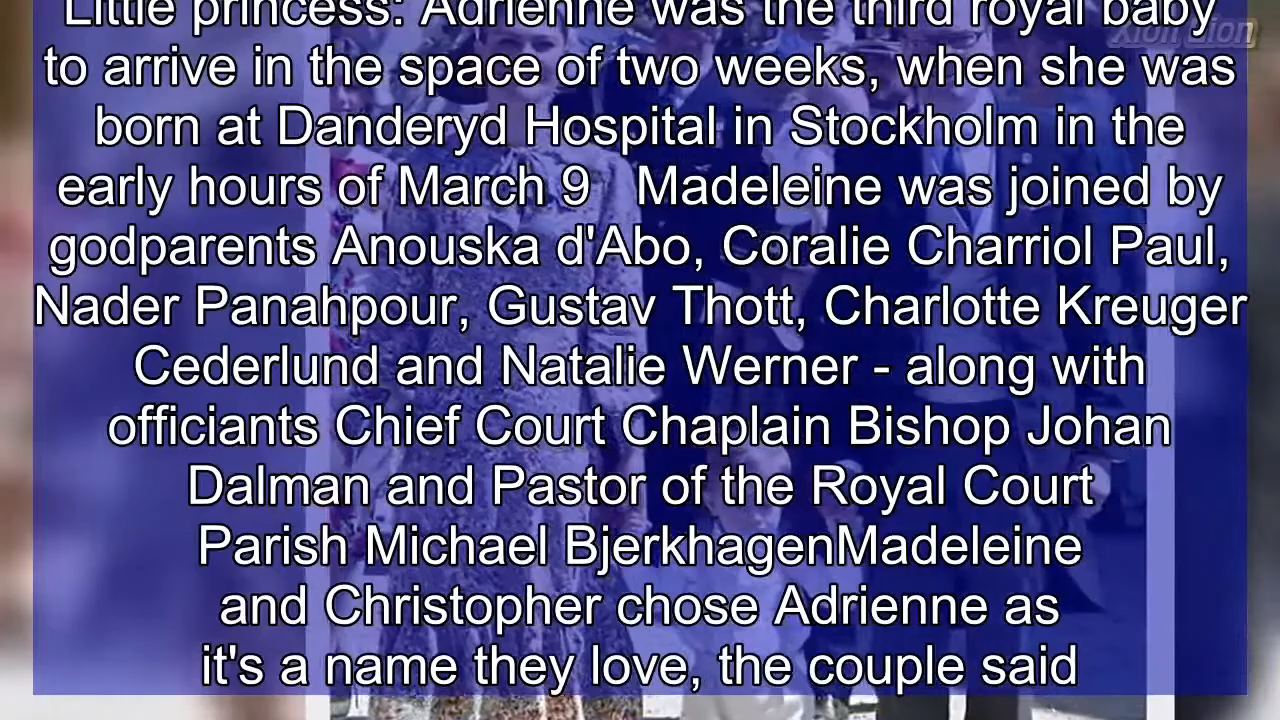 Little princess: Adrienne was the third royal baby
to arrive in the space of two weeks, when she was
born at Danderyd Hospital in Stockholm in the
early hours of March 9   Madeleine was joined by
godparents Anouska d'Abo, Coralie Charriol Paul,
Nader Panahpour, Gustav Thott, Charlotte Kreuger
Cederlund and Natalie Werner - along with
officiants Chief Court Chaplain Bishop Johan
Dalman and Pastor of the Royal Court
Parish Michael BjerkhagenMadeleine
and Christopher chose Adrienne as
it's a name they love, the couple said